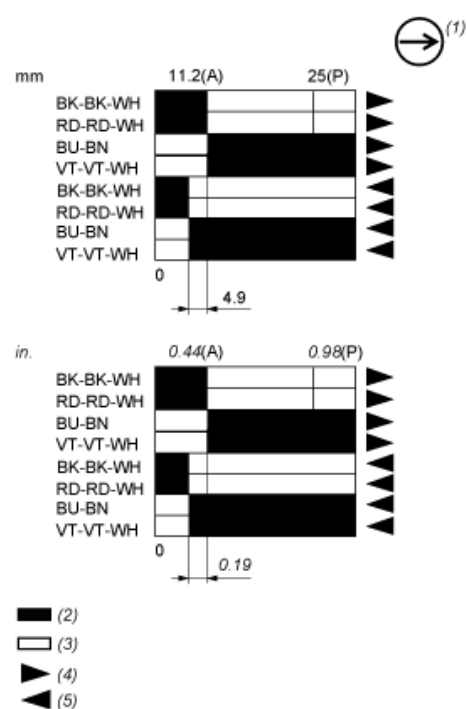 (1)
mm 11.2(A) 25(P)
BK-BK-WH
RD-RD-WH
BU-BN
VT-VT-WH
BK-BK-WH
RD-RD-WH
BU-BN
VT-VT-WH
0
4.9
in. 0.44(A) 0.98(P)
BK-BK-WH
RD-RD-WH
BU-BN
VT-VT-WH
BK-BK-WH
RD-RD-WH
BU-BN
VT-VT-WH
0
0.19
(2)
(3)
(4)
(5)